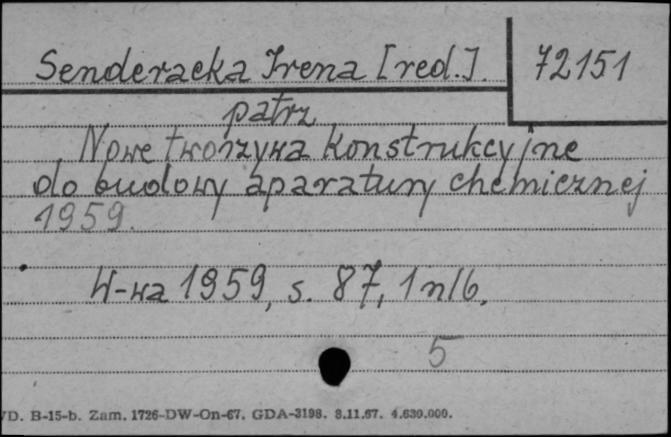 Senderacka Irena [red.].
72151
patrz
Nowe tworzywa konstrukcyjne
do budowy aparatury chemicznej
1959.
W-wa 1959, s. 87, 1 nlb.
5
VD. B-15-b. Zam. 1726-DW-On-67. GDA-3198. 8.11.67. 4.630.000.